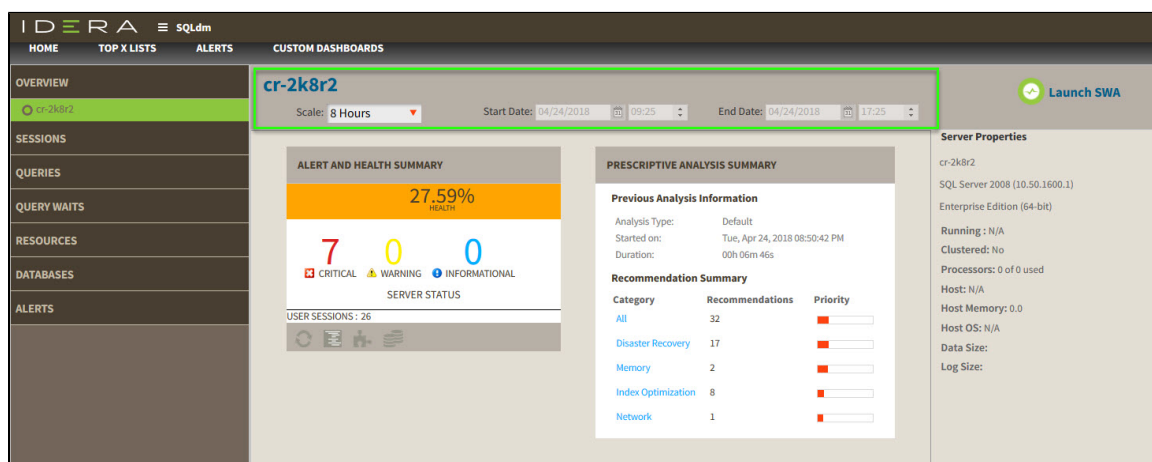 IDERA ≡ SQLdm
HOME TOP X LISTS ALERTS CUSTOM DASHBOARDS
OVERVIEW
cr-2k8r2
SESSIONS
QUERIES
QUERY WAITS
RESOURCES
DATABASES
ALERTS
cr-2k8r2
Scale: 8 Hours Start Date: 04/24/2018 09:25 End Date: 04/24/2018 17:25
Launch SWA
ALERT AND HEALTH SUMMARY
27.59%
HEALTH
7 0 0
CRITICAL WARNING INFORMATIONAL
SERVER STATUS
USER SESSIONS : 26
PRESCRIPTIVE ANALYSIS SUMMARY
Previous Analysis Information
Analysis Type: Default
Started on: Tue, Apr 24, 2018 08:50:42 PM
Duration: 00h 06m 46s
Recommendation Summary
Category Recommendations Priority
All 32
Disaster Recovery 17
Memory 2
Index Optimization 8
Network 1
Server Properties
cr-2k8r2
SQL Server 2008 (10.50.1600.1)
Enterprise Edition (64-bit)
Running : N/A
Clustered: No
Processors: 0 of 0 used
Host: N/A
Host Memory: 0.0
Host OS: N/A
Data Size:
Log Size: